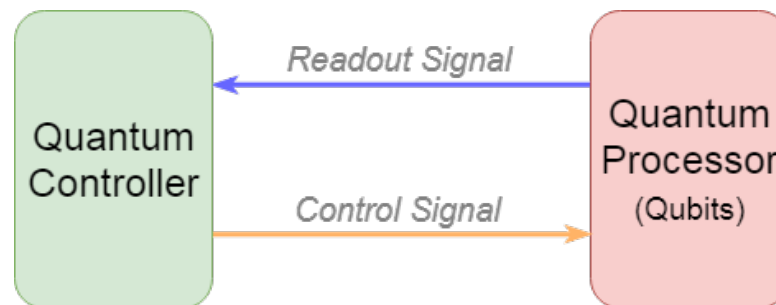 Quantum
Controller
Readout Signal
Control Signal
Quantum
Processor
(Qubits)